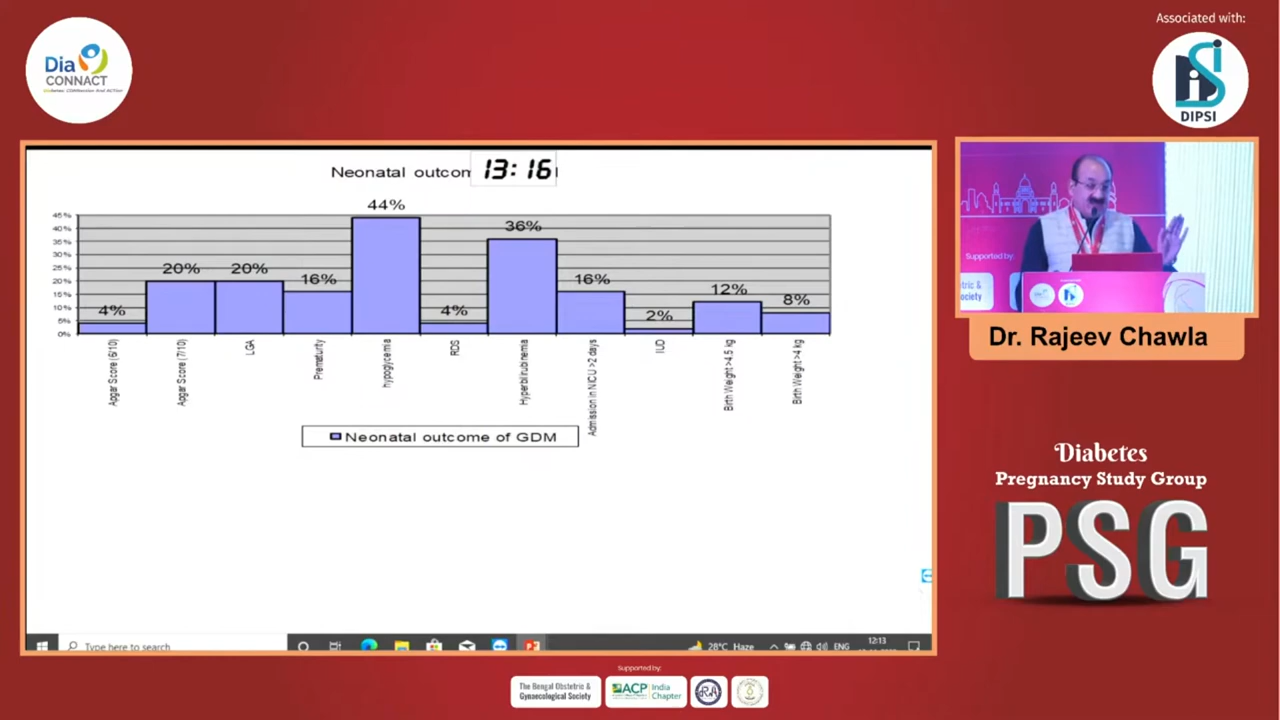 Associated with:
Dia
CONNACT
DIPSI
Neonatal outcom
13:16
45%
40%
35%
30%
25%
20%
15%
10%
5%
0%
4%
20%
20%
16%
44%
4%
36%
16%
2%
12%
8%
Apgar Score (6/10)
Apgar Score (7/10)
LGA
Prematurity
hypoglycemia
RDS
Hyperbilirubinemia
Admission in NICU >2 days
IUD
Birth Weight >4.5 kg
Birth Weight >4 kg
Neonatal outcome of GDM
Type here to search
28°C Haze
ENG
12:13
Supported by:
Dr. Rajeev Chawla
Diabetes
Pregnancy Study Group
PSG
Supported by:
The Bengal Obstetric &
Gynaecological Society
ACP India
Chapter